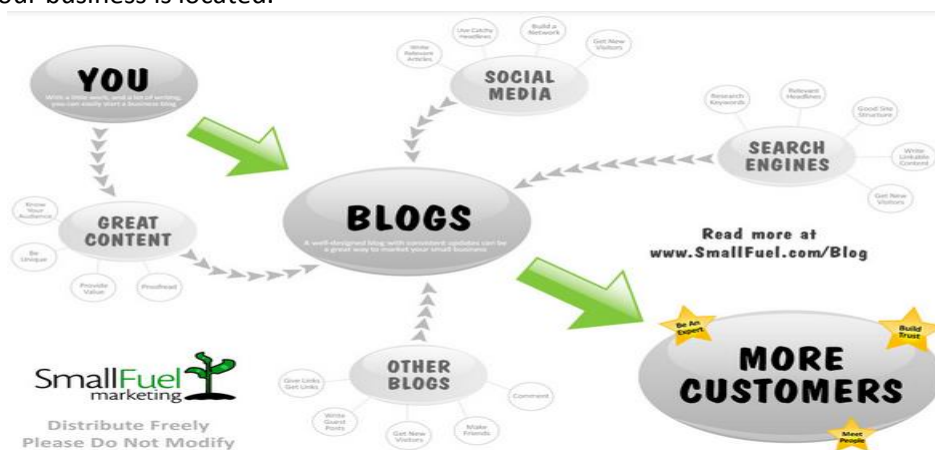 our business is located.
YOU
With a little work, and a lot of writing,
you can easily start a business blog
Write
Relevant
Articles
Use Catchy
Headlines
Build a
Network
Get New
Visitors
SOCIAL
MEDIA
Research
Keywords
Relevant
Headlines
Good Site
Structure
Write
Linkable
Content
Get New
Visitors
SEARCH
ENGINES
BLOGS
A well-designed blog with consistent updates can be
a great way to market your small business
Know
Your
Audience
Be
Unique
Provide
Value
Proofread
GREAT
CONTENT
Read more at
www.SmallFuel.com/Blog
Be An
Expert
Build
Trust
MORE
CUSTOMERS
Meet
People
OTHER
BLOGS
Give Links
Get Links
Write
Guest
Posts
Get New
Visitors
Make
Friends
Comment
SmallFuel
marketing
Distribute Freely
Please Do Not Modify